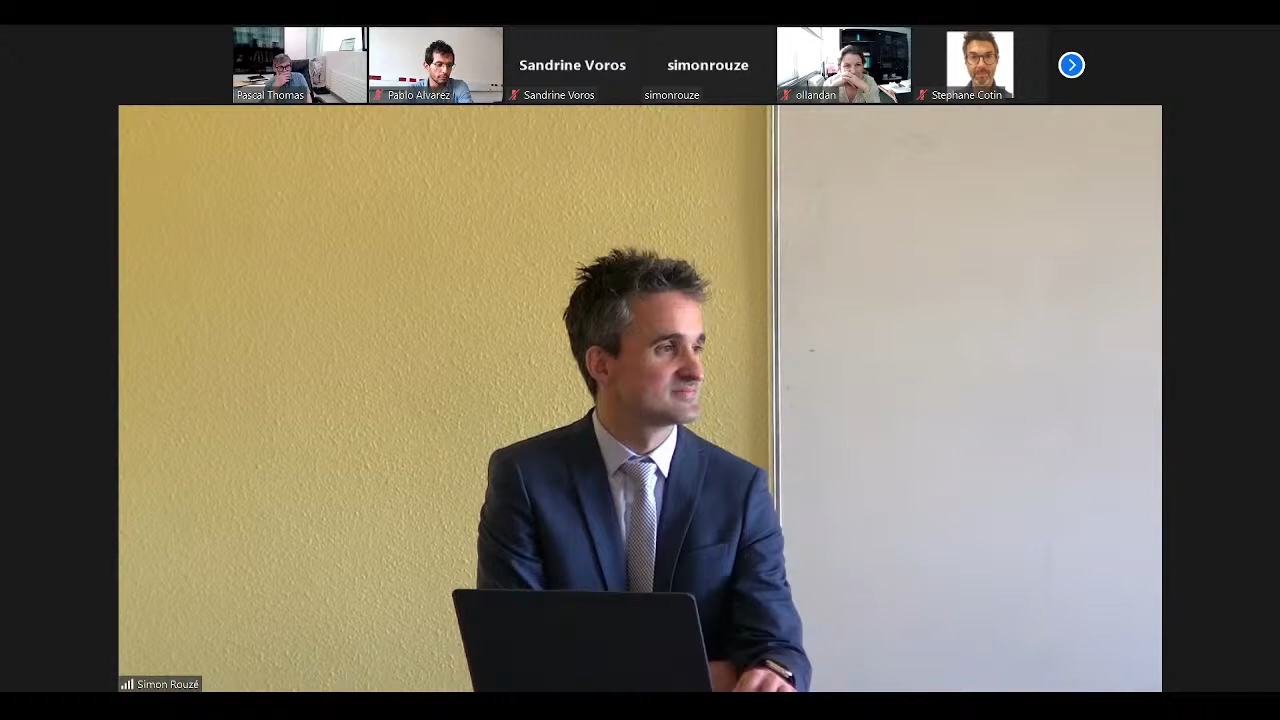 Sandrine Voros
simonrouze
Pascal Thomas
Pablo Alvarez
Sandrine Voros
simonrouze
ollandan
Stephane Cotin
Simon Rouzé